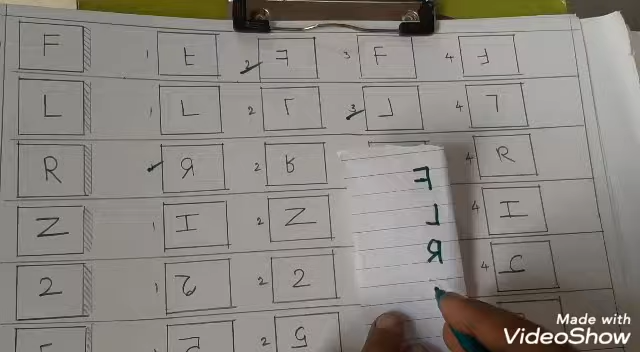 F 1 2 ꟻ 3 F 4 Ⅎ
L 1 L 2 ⅂ 3 ⅃ 4
R 1 Я 2 ʁ 4 R
Z 1 I 2 Z 4 I
2 1 2 2 4
2
ꟻ
⅃
Я
Made with
VideoShow